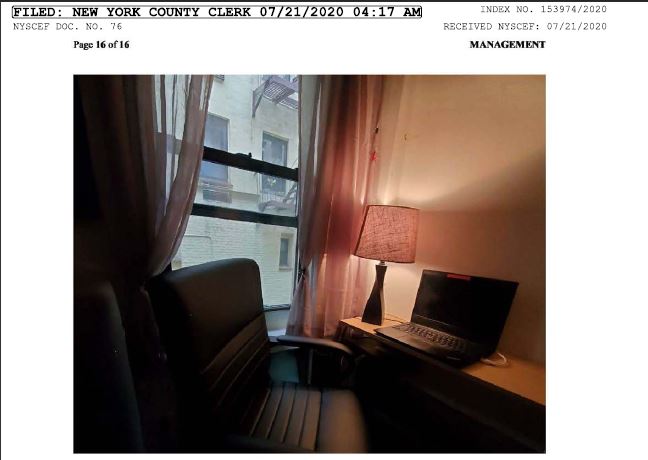 FILED: NEW YORK COUNTY CLERK 07/21/2020 04:17 AM
INDEX NO. 153974/2020
NYSCEF DOC. NO. 76
RECEIVED NYSCEF: 07/21/2020
Page 16 of 16
MANAGEMENT